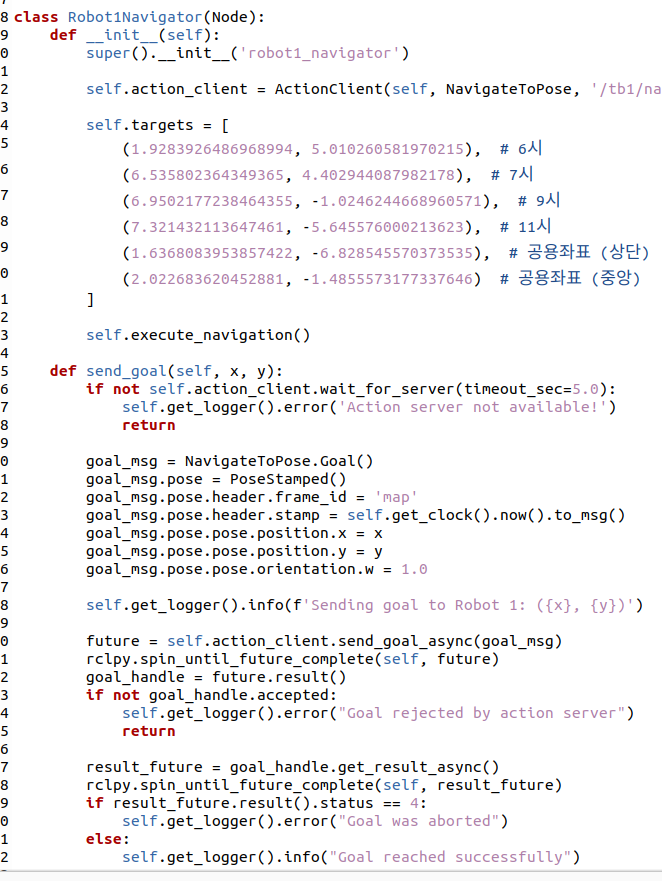 8 class Robot1Navigator(Node):
9     def __init__(self):
0         super().__init__('robot1_navigator')
1
2         self.action_client = ActionClient(self, NavigateToPose, '/tb1/na
3
4         self.targets = [
5             (1.9283926486968994, 5.010260581970215),  # 6시
6             (6.535802364349365, 4.402944087982178),  # 7시
7             (6.9502177238464355, -1.0246244668960571),  # 9시
8             (7.321432113647461, -5.645576000213623),  # 11시
9             (1.6368083953857422, -6.828545570373535),  # 공용좌표 (상단)
0             (2.022683620452881, -1.4855573177337646)  # 공용좌표 (중앙)
1         ]
2
3         self.execute_navigation()
4
5     def send_goal(self, x, y):
6         if not self.action_client.wait_for_server(timeout_sec=5.0):
7             self.get_logger().error('Action server not available!')
8             return
9
0         goal_msg = NavigateToPose.Goal()
1         goal_msg.pose = PoseStamped()
2         goal_msg.pose.header.frame_id = 'map'
3         goal_msg.pose.header.stamp = self.get_clock().now().to_msg()
4         goal_msg.pose.pose.position.x = x
5         goal_msg.pose.pose.position.y = y
6         goal_msg.pose.pose.orientation.w = 1.0
7
8         self.get_logger().info(f'Sending goal to Robot 1: ({x}, {y})')
9
0         future = self.action_client.send_goal_async(goal_msg)
1         rclpy.spin_until_future_complete(self, future)
2         goal_handle = future.result()
3         if not goal_handle.accepted:
4             self.get_logger().error("Goal rejected by action server")
5             return
6
7         result_future = goal_handle.get_result_async()
8         rclpy.spin_until_future_complete(self, result_future)
9         if result_future.result().status == 4:
0             self.get_logger().error("Goal was aborted")
1         else:
2             self.get_logger().info("Goal reached successfully")